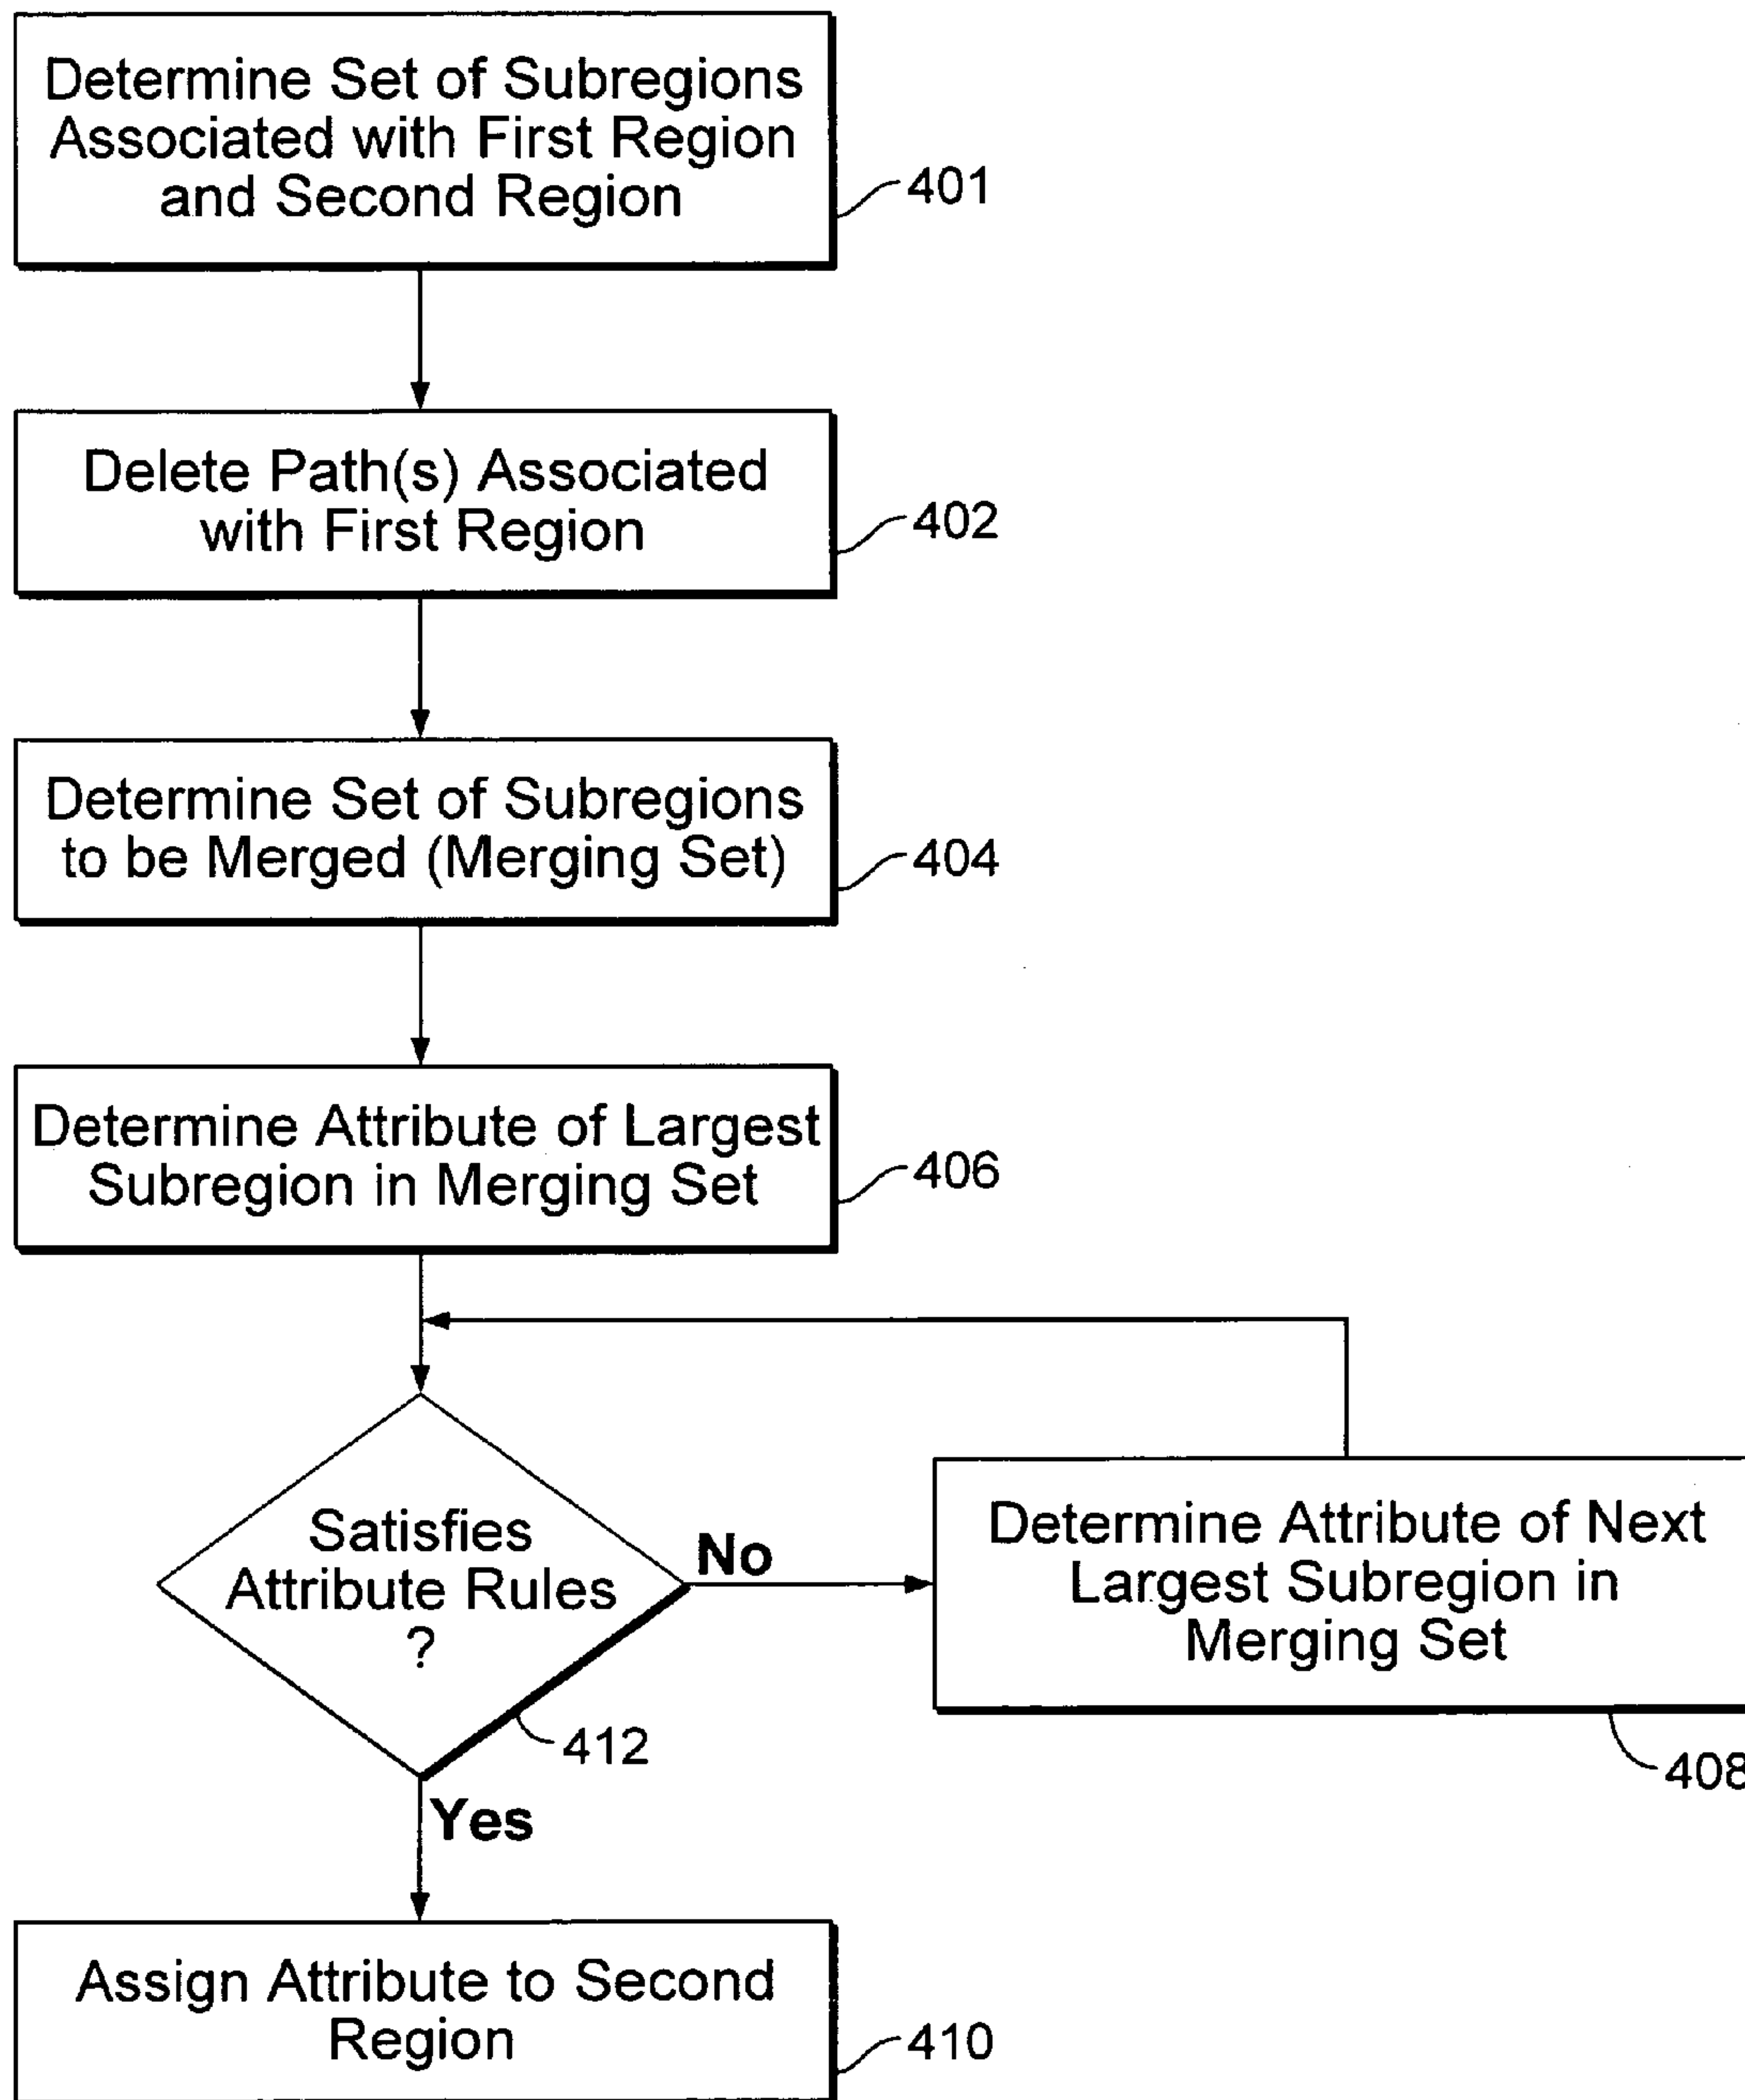 Determine Set of Subregions
Associated with First Region
and Second Region
401
Delete Path(s) Associated
with First Region
402
Determine Set of Subregions
to be Merged (Merging Set)
404
Determine Attribute of Largest
Subregion in Merging Set
406
Satisfies
Attribute Rules
?
No
Determine Attribute of Next
Largest Subregion in
Merging Set
412
408
Yes
Assign Attribute to Second
Region
410